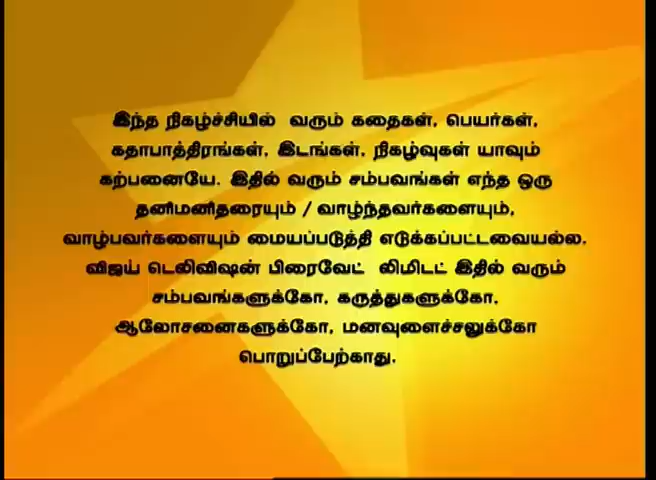 இந்த நிகழ்ச்சியில் வரும் கதைகள், பெயர்கள்,
கதாபாத்திரங்கள், இடங்கள், நிகழ்வுகள் யாவும்
கற்பனையே. இதில் வரும் சம்பவங்கள் எந்த ஒரு
தனிமனிதரையும் / வாழ்ந்தவர்களையும்,
வாழ்பவர்களையும் மையப்படுத்தி எடுக்கப்பட்டவையல்ல.
விஜய் டெலிவிஷன் பிரைவேட் லிமிடட் இதில் வரும்
சம்பவங்களுக்கோ, கருத்துகளுக்கோ,
ஆலோசனைகளுக்கோ, மனவுளைச்சலுக்கோ
பொறுப்பேற்காது.